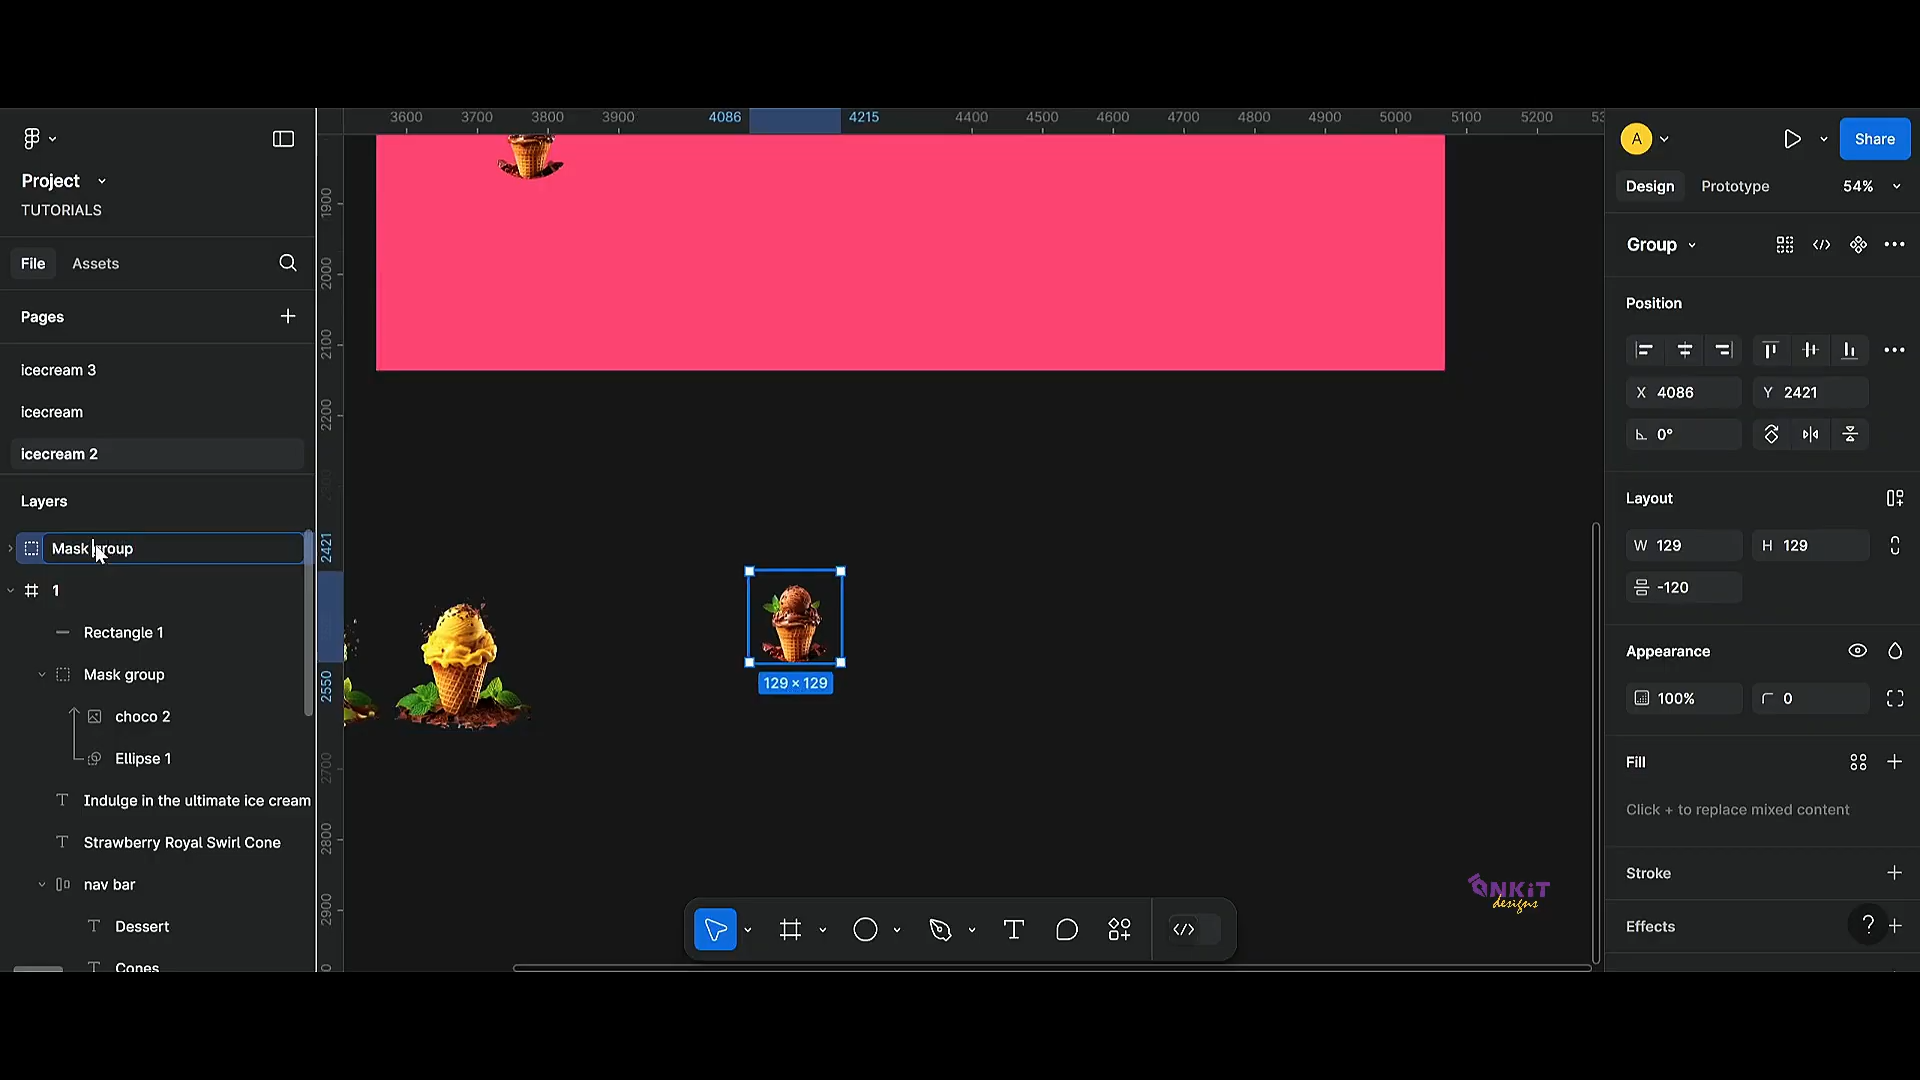 3600 3700 3800 3900 4086 4215 4400 4500 4600 4700 4800 4900 5000 5100 5200
A
Share
Project
TUTORIALS
Design Prototype 54%
File Assets
Group
Pages
Position
icecream 3
icecream
icecream 2
X 4086 Y 2421
0°
Layers
Layout
Mask group
W 129 H 129
1
-120
Rectangle 1
Mask group
choco 2
Ellipse 1
Appearance
100% 0
129 × 129
Indulge in the ultimate ice cream
Strawberry Royal Swirl Cone
nav bar
Dessert
Cones
Fill
Click + to replace mixed content
Stroke
Effects
?
1900
2000
2100
2200
2421
2550
2700
2800
2900
T
ANKiT
designs